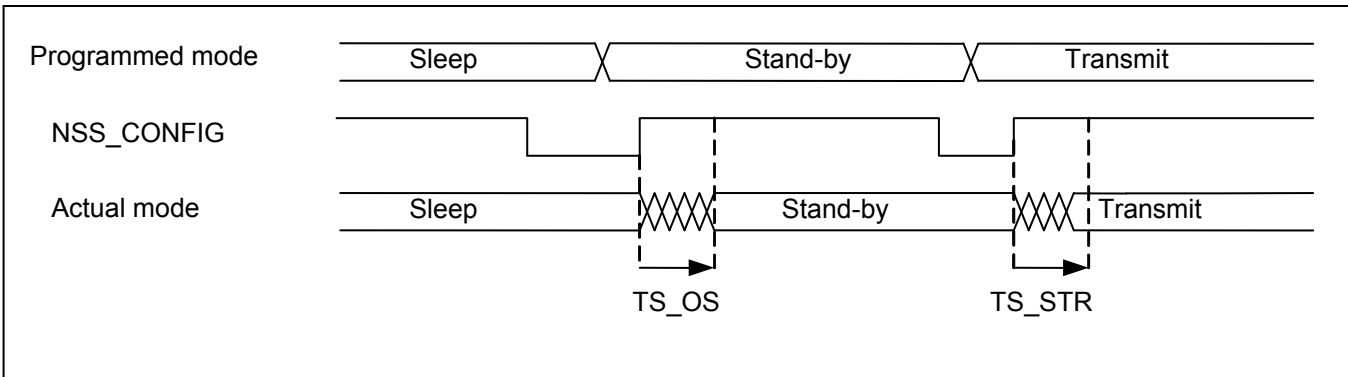 Programmed mode Sleep Stand-by Transmit
NSS_CONFIG
Actual mode Sleep Stand-by Transmit
TS_OS TS_STR